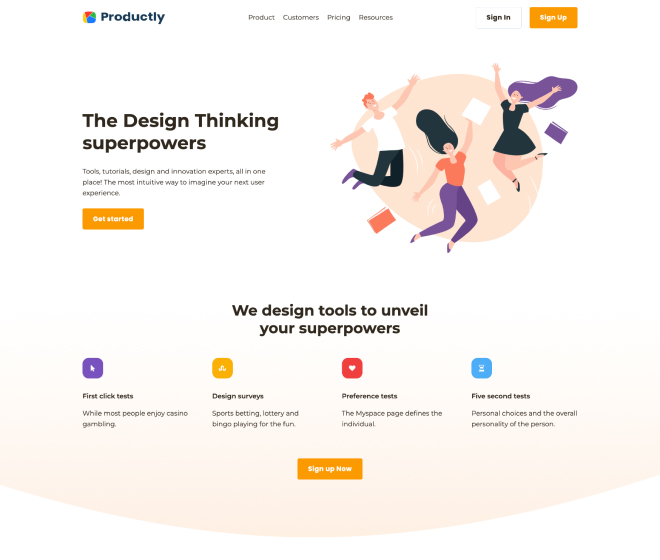 Productly
Product Customers Pricing Resources
Sign In
Sign Up
The Design Thinking
superpowers
Tools, tutorials, design and innovation experts, all in one
place! The most intuitive way to imagine your next user
experience.
Get started
We design tools to unveil
your superpowers
First click tests
While most people enjoy casino
gambling.
Design surveys
Sports betting, lottery and
bingo playing for the fun.
Preference tests
The Myspace page defines the
individual.
Five second tests
Personal choices and the overall
personality of the person.
Sign up Now